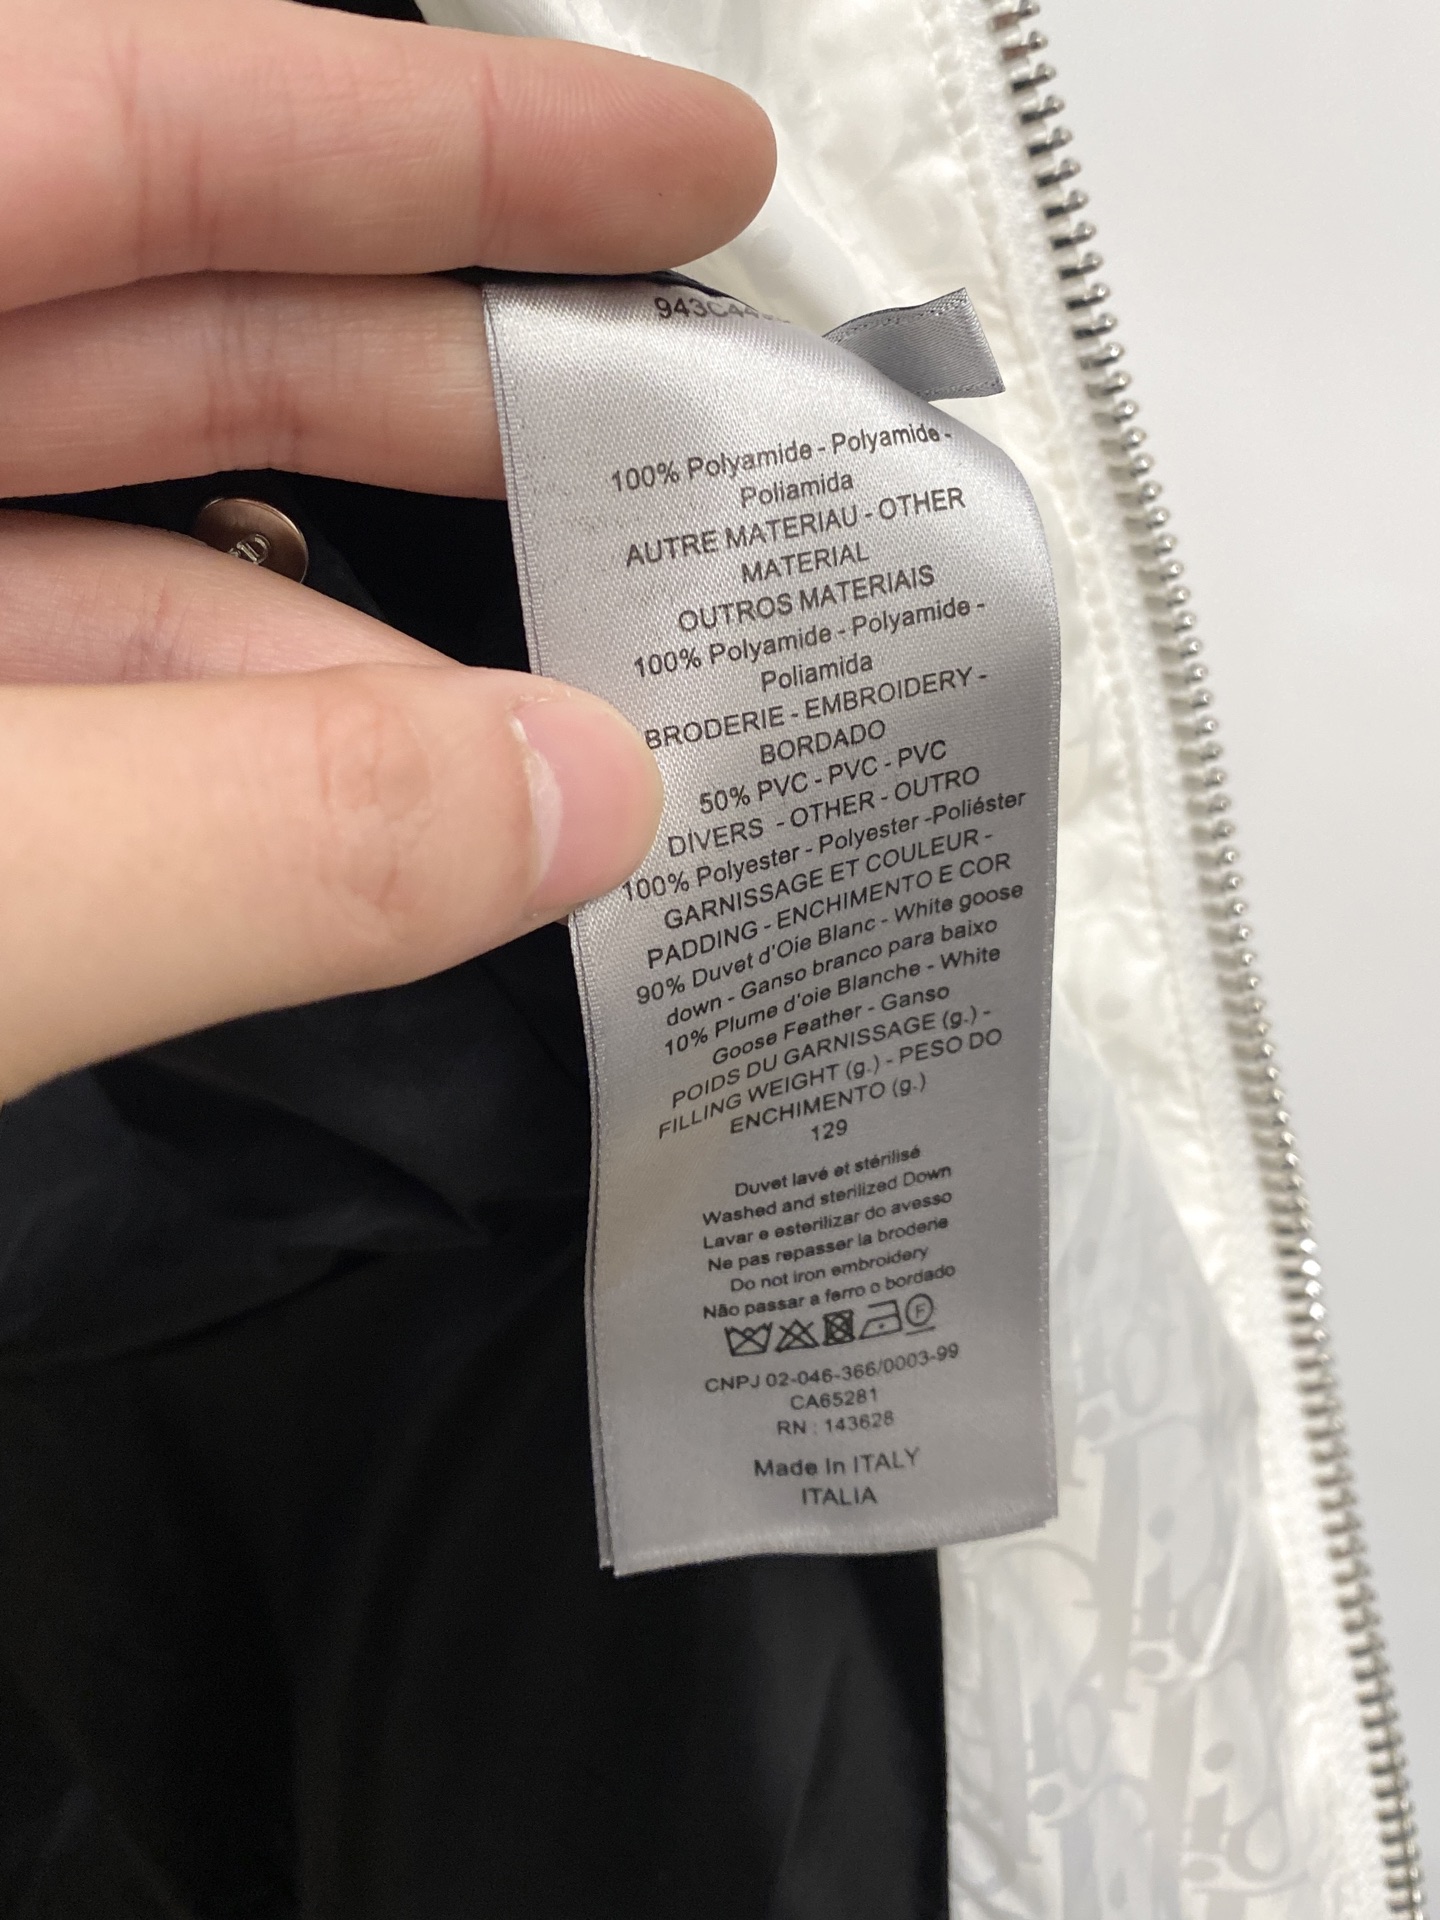 943C44
100% Polyamide - Polyamide -
Poliamida
AUTRE MATERIAU - OTHER
MATERIAL
OUTROS MATERIAIS
100% Polyamide - Polyamide -
Poliamida
BRODERIE - EMBROIDERY -
BORDADO
50% PVC - PVC - PVC
DIVERS - OTHER - OUTRO
100% Polyester - Polyester -Poliéster
GARNISSAGE ET COULEUR -
PADDING - ENCHIMENTO E COR
90% Duvet d'Oie Blanc - White goose
down - Ganso branco para baixo
10% Plume d'oie Blanche - White
Goose Feather - Ganso
POIDS DU GARNISSAGE (g.) -
FILLING WEIGHT (g.) - PESO DO
ENCHIMENTO (g.)
129
Duvet lavé et stérilisé
Washed and sterilized Down
Lavar e esterilizar do avesso
Ne pas repasser la broderie
Do not iron embroidery
Não passar a ferro o bordado
F
CNPJ 02-046-366/0003-99
CA65281
RN : 143628
Made In ITALY
ITALIA